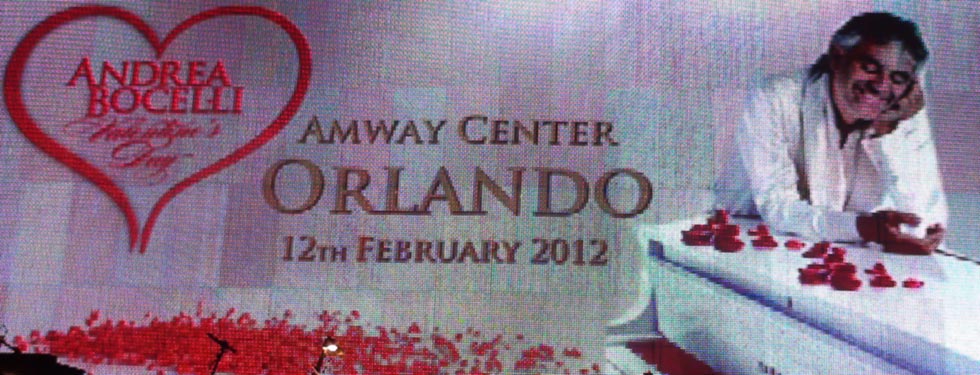 ANDREA
BOCELLI
Valentine's
Day
AMWAY CENTER
ORLANDO
12TH FEBRUARY 2012